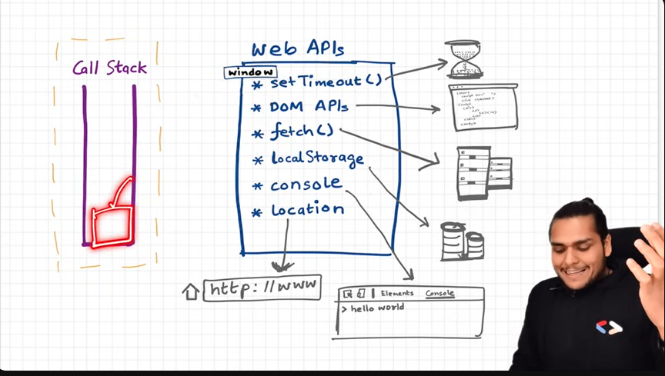 Call Stack
Web APIs
window
* setTimeout()
* DOM APIs
* fetch()
* localStorage
* console
* location
http://www
Elements Console
> hello world